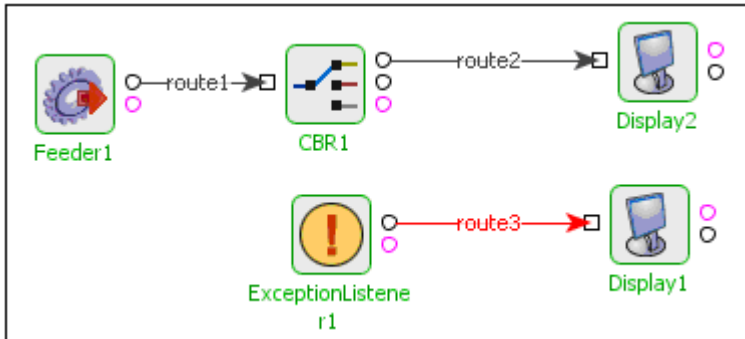 route1
route2
Feeder1
CBR1
Display2
route3
ExceptionListene
r1
Display1